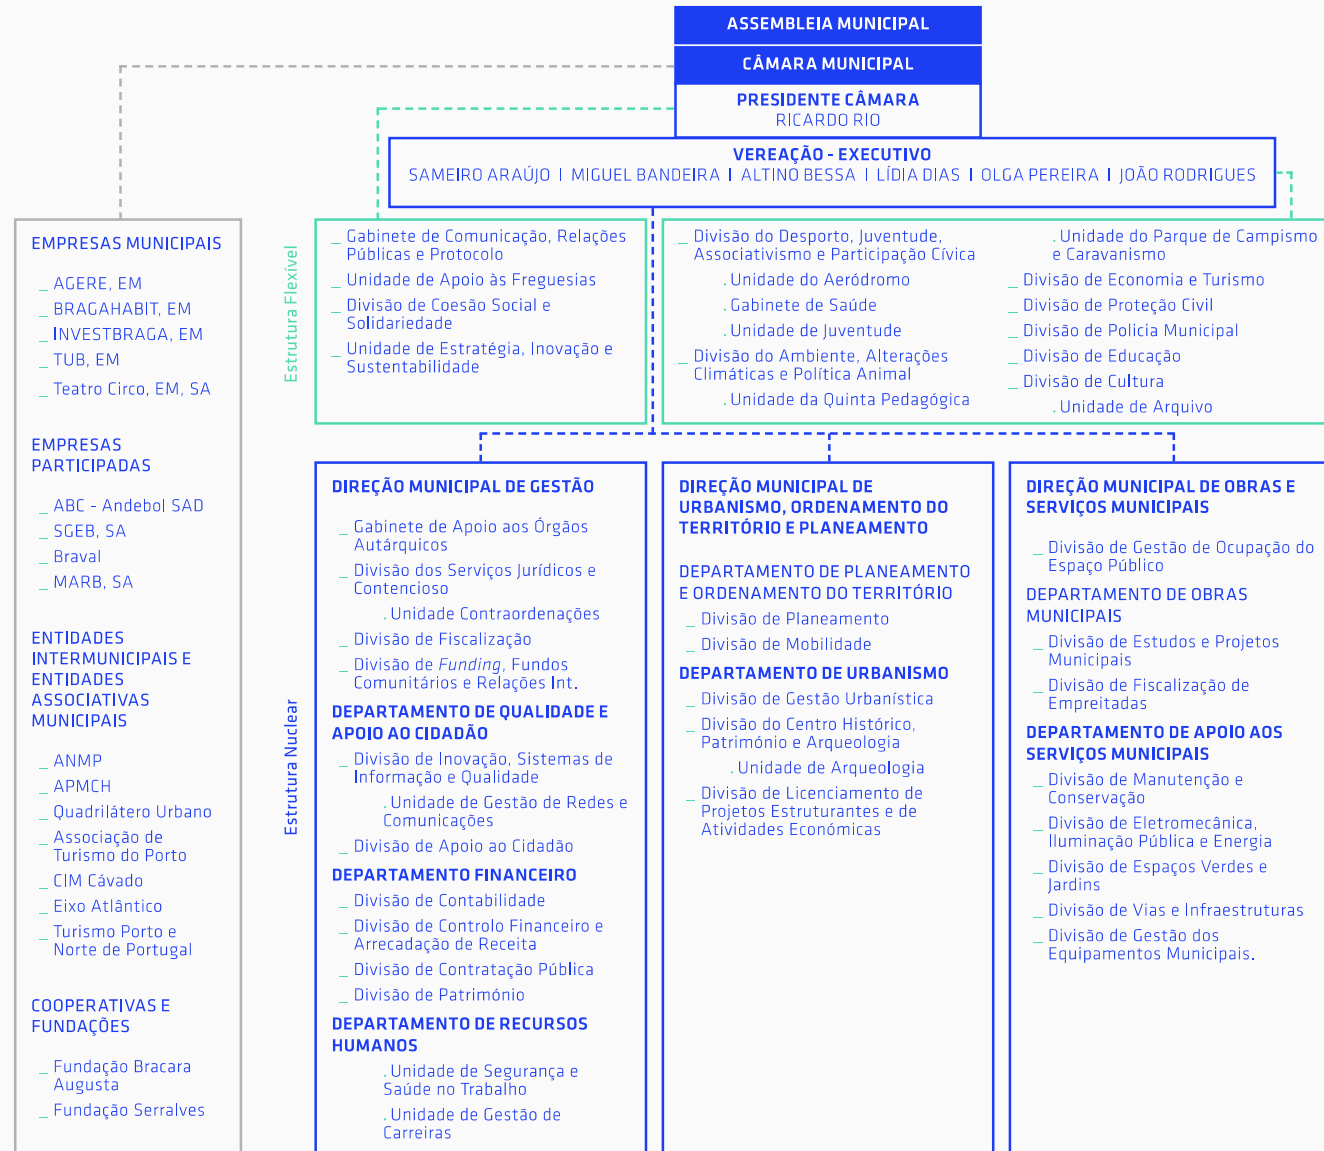 ASSEMBLEIA MUNICIPAL
CÂMARA MUNICIPAL
PRESIDENTE CÂMARA
RICARDO RIO
VEREAÇÃO - EXECUTIVO
SAMEIRO ARAÚJO I MIGUEL BANDEIRA I ALTINO BESSA I LÍDIA DIAS I OLGA PEREIRA I JOÃO RODRIGUES
EMPRESAS MUNICIPAIS
_ AGERE, EM
_ BRAGAHABIT, EM
_ INVESTBRAGA, EM
_ TUB, EM
_ Teatro Circo, EM, SA
EMPRESAS
PARTICIPADAS
_ ABC - Andebol SAD
_ SGEB, SA
_ Braval
_ MARB, SA
ENTIDADES
INTERMUNICIPAIS E
ENTIDADES
ASSOCIATIVAS
MUNICIPAIS
_ ANMP
_ APMCH
_ Quadrilátero Urbano
_ Associação de
Turismo do Porto
_ CIM Cávado
_ Eixo Atlântico
_ Turismo Porto e
Norte de Portugal
COOPERATIVAS E
FUNDAÇÕES
_ Fundação Bracara
Augusta
_ Fundação Serralves
Estrutura Flexível
_ Gabinete de Comunicação, Relações
Públicas e Protocolo
_ Unidade de Apoio às Freguesias
_ Divisão de Coesão Social e
Solidariedade
_ Unidade de Estratégia, Inovação e
Sustentabilidade
_ Divisão do Desporto, Juventude,
Associativismo e Participação Cívica
. Unidade do Aeródromo
. Gabinete de Saúde
. Unidade de Juventude
_ Divisão do Ambiente, Alterações
Climáticas e Política Animal
. Unidade da Quinta Pedagógica
. Unidade do Parque de Campismo
e Caravanismo
_ Divisão de Economia e Turismo
_ Divisão de Proteção Civil
_ Divisão de Policia Municipal
_ Divisão de Educação
_ Divisão de Cultura
. Unidade de Arquivo
Estrutura Nuclear
DIREÇÃO MUNICIPAL DE GESTÃO
_ Gabinete de Apoio aos Órgãos
Autárquicos
_ Divisão dos Serviços Jurídicos e
Contencioso
. Unidade Contraordenações
_ Divisão de Fiscalização
_ Divisão de Funding, Fundos
Comunitários e Relações Int.
DEPARTAMENTO DE QUALIDADE E
APOIO AO CIDADÃO
_ Divisão de Inovação, Sistemas de
Informação e Qualidade
. Unidade de Gestão de Redes e
Comunicações
_ Divisão de Apoio ao Cidadão
DEPARTAMENTO FINANCEIRO
_ Divisão de Contabilidade
_ Divisão de Controlo Financeiro e
Arrecadação de Receita
_ Divisão de Contratação Pública
_ Divisão de Património
DEPARTAMENTO DE RECURSOS
HUMANOS
. Unidade de Segurança e
Saúde no Trabalho
. Unidade de Gestão de
Carreiras
DIREÇÃO MUNICIPAL DE
URBANISMO, ORDENAMENTO DO
TERRITÓRIO E PLANEAMENTO
DEPARTAMENTO DE PLANEAMENTO
E ORDENAMENTO DO TERRITÓRIO
_ Divisão de Planeamento
_ Divisão de Mobilidade
DEPARTAMENTO DE URBANISMO
_ Divisão de Gestão Urbanística
_ Divisão do Centro Histórico,
Património e Arqueologia
. Unidade de Arqueologia
_ Divisão de Licenciamento de
Projetos Estruturantes e de
Atividades Económicas
DIREÇÃO MUNICIPAL DE OBRAS E
SERVIÇOS MUNICIPAIS
_ Divisão de Gestão de Ocupação do
Espaço Público
DEPARTAMENTO DE OBRAS
MUNICIPAIS
_ Divisão de Estudos e Projetos
Municipais
_ Divisão de Fiscalização de
Empreitadas
DEPARTAMENTO DE APOIO AOS
SERVIÇOS MUNICIPAIS
_ Divisão de Manutenção e
Conservação
_ Divisão de Eletromecânica,
Iluminação Pública e Energia
_ Divisão de Espaços Verdes e
Jardins
_ Divisão de Vias e Infraestruturas
_ Divisão de Gestão dos
Equipamentos Municipais.